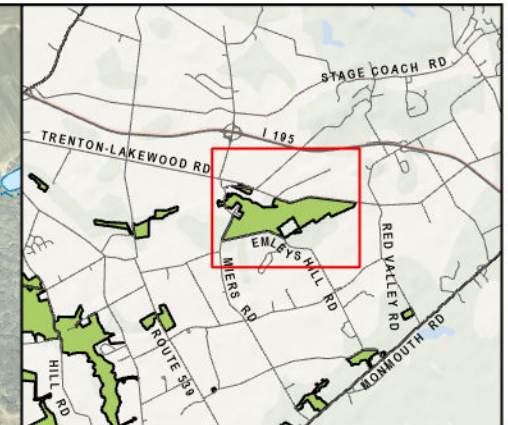 STAGE COACH RD
I 195
TRENTON-LAKEWOOD RD
EMLEYS HILL RD
RED VALLEY RD
MIERS RD
MONMOUTH RD
ROUTE 539
HILL RD